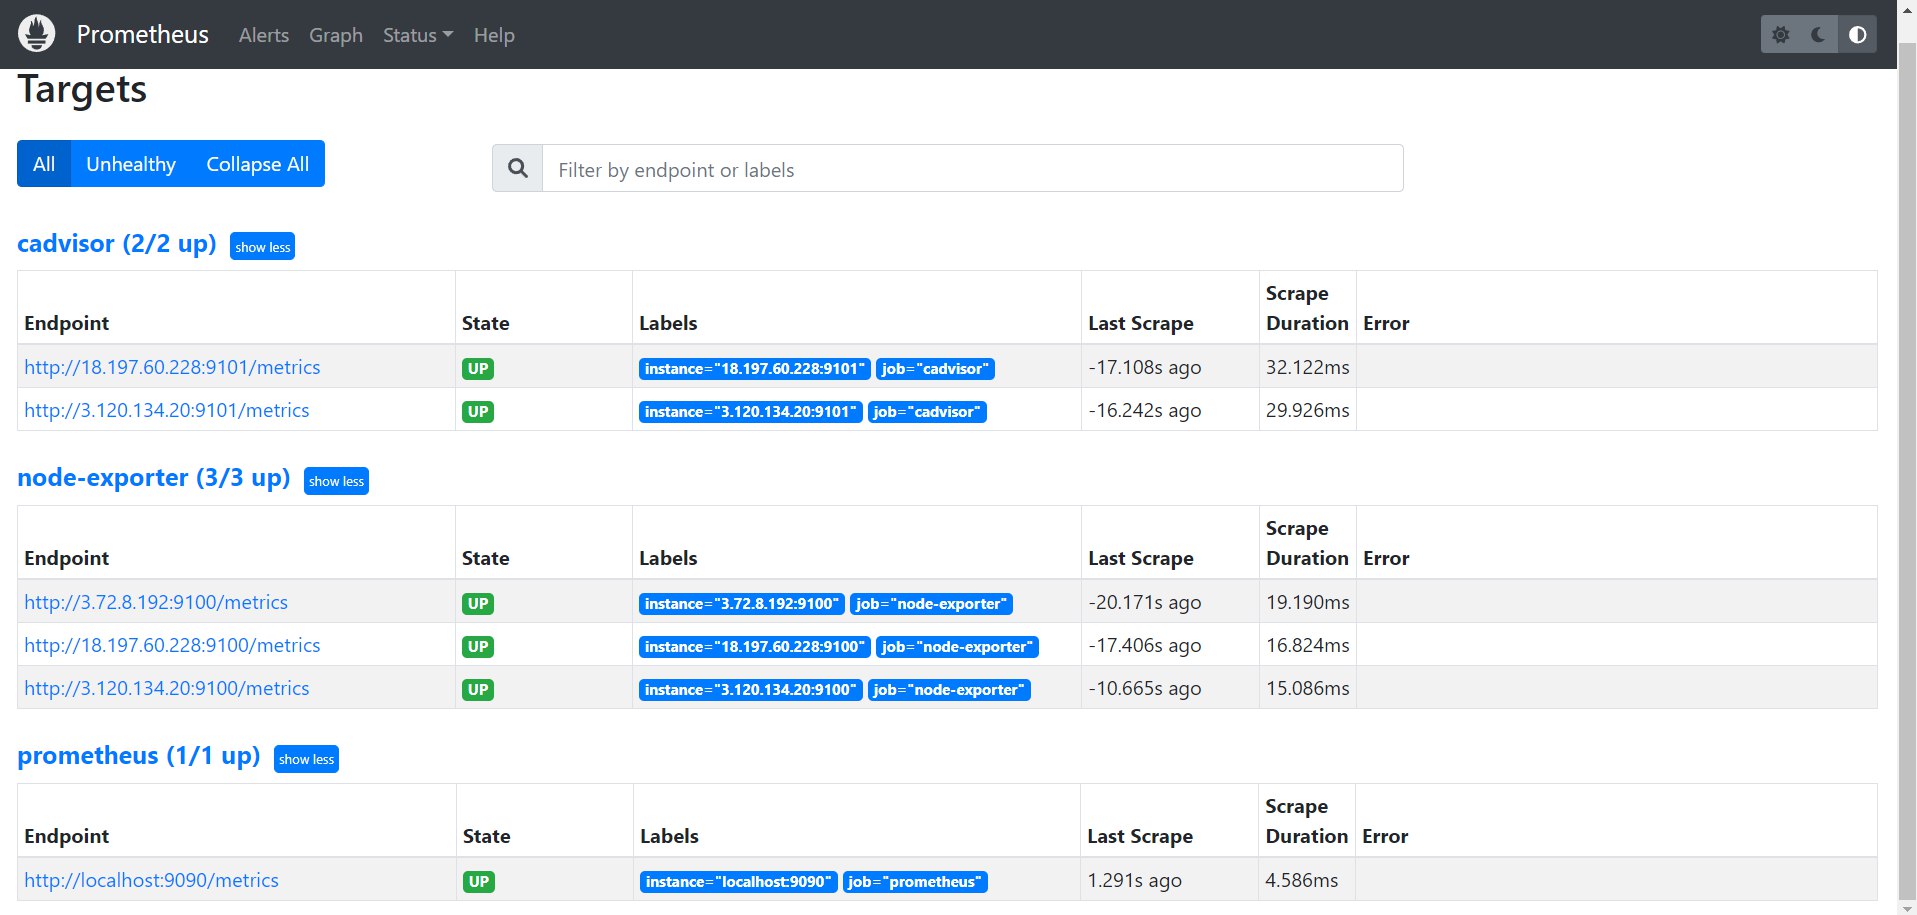 Prometheus Alerts Graph Status Help
Targets
All Unhealthy Collapse All
Filter by endpoint or labels
cadvisor (2/2 up) show less
Endpoint State Labels Last Scrape Scrape Duration Error
http://18.197.60.228:9101/metrics UP instance="18.197.60.228:9101" job="cadvisor" -17.108s ago 32.122ms
http://3.120.134.20:9101/metrics UP instance="3.120.134.20:9101" job="cadvisor" -16.242s ago 29.926ms
node-exporter (3/3 up) show less
Endpoint State Labels Last Scrape Scrape Duration Error
http://3.72.8.192:9100/metrics UP instance="3.72.8.192:9100" job="node-exporter" -20.171s ago 19.190ms
http://18.197.60.228:9100/metrics UP instance="18.197.60.228:9100" job="node-exporter" -17.406s ago 16.824ms
http://3.120.134.20:9100/metrics UP instance="3.120.134.20:9100" job="node-exporter" -10.665s ago 15.086ms
prometheus (1/1 up) show less
Endpoint State Labels Last Scrape Scrape Duration Error
http://localhost:9090/metrics UP instance="localhost:9090" job="prometheus" 1.291s ago 4.586ms